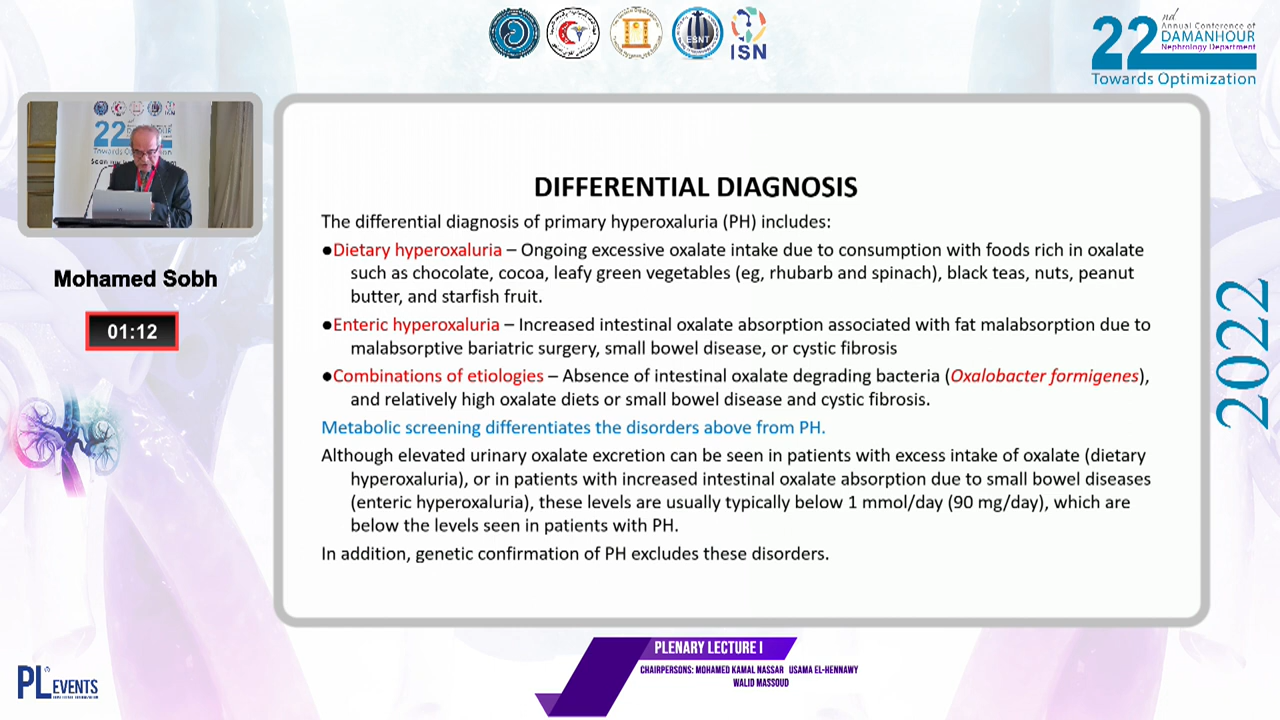 ESNT
ISN
22
nd
Annual Conference of
DAMANHOUR
Nephrology Department
Towards Optimization
22
Towards Optimization
Mohamed Sobh
01:12
DIFFERENTIAL DIAGNOSIS
The differential diagnosis of primary hyperoxaluria (PH) includes:
●Dietary hyperoxaluria – Ongoing excessive oxalate intake due to consumption with foods rich in oxalate
such as chocolate, cocoa, leafy green vegetables (eg, rhubarb and spinach), black teas, nuts, peanut
butter, and starfish fruit.
●Enteric hyperoxaluria – Increased intestinal oxalate absorption associated with fat malabsorption due to
malabsorptive bariatric surgery, small bowel disease, or cystic fibrosis
●Combinations of etiologies – Absence of intestinal oxalate degrading bacteria (Oxalobacter formigenes),
and relatively high oxalate diets or small bowel disease and cystic fibrosis.
Metabolic screening differentiates the disorders above from PH.
Although elevated urinary oxalate excretion can be seen in patients with excess intake of oxalate (dietary
hyperoxaluria), or in patients with increased intestinal oxalate absorption due to small bowel diseases
(enteric hyperoxaluria), these levels are usually typically below 1 mmol/day (90 mg/day), which are
below the levels seen in patients with PH.
In addition, genetic confirmation of PH excludes these disorders.
2022
PLENARY LECTURE I
CHAIRPERSONS: MOHAMED KAMAL NASSAR USAMA EL-HENNAWY
WALID MASSOUD
PL EVENTS